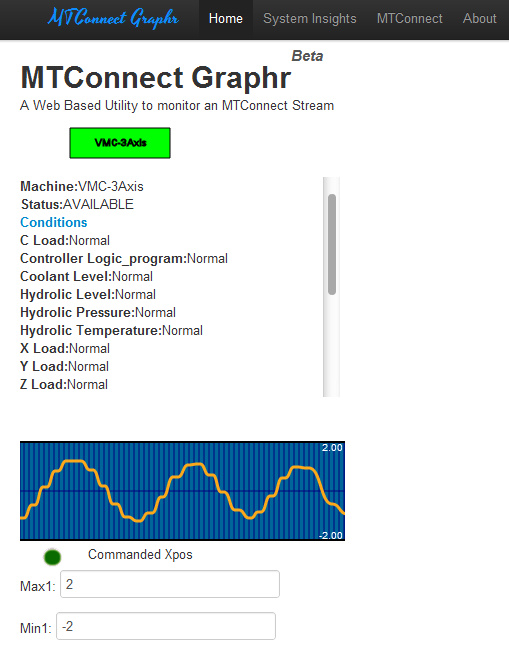 MTConnect Graphr Home System Insights MTConnect About
MTConnect Graphr Beta
A Web Based Utility to monitor an MTConnect Stream
VMC-3Axis
Machine:VMC-3Axis
Status:AVAILABLE
Conditions
C Load:Normal
Controller Logic_program:Normal
Coolant Level:Normal
Hydrolic Level:Normal
Hydrolic Pressure:Normal
Hydrolic Temperature:Normal
X Load:Normal
Y Load:Normal
Z Load:Normal
2.00
-2.00
Commanded Xpos
Max1: 2
Min1: -2